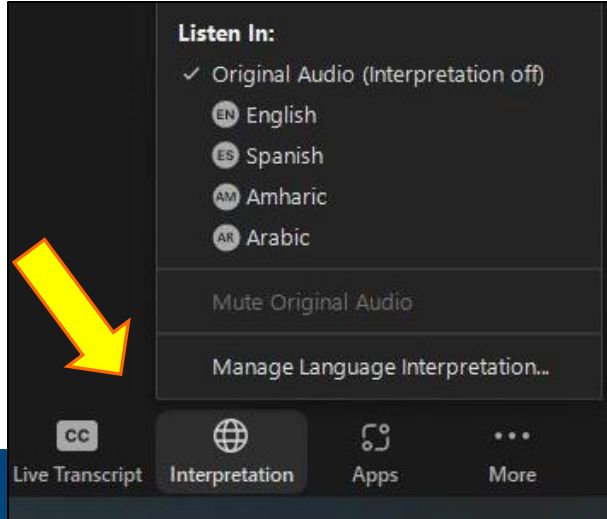 Listen In:
✓ Original Audio (Interpretation off)
EN English
ES Spanish
AM Amharic
AR Arabic
Mute Original Audio
Manage Language Interpretation...
CC
Live Transcript Interpretation Apps More